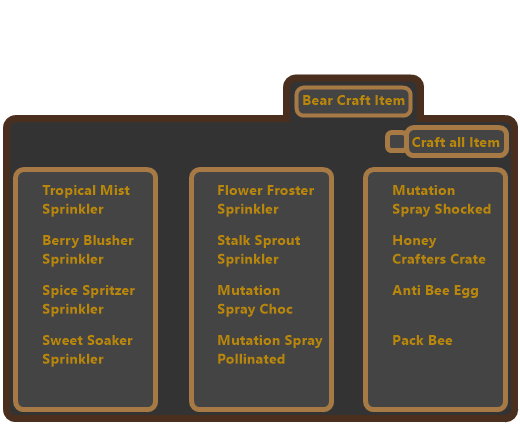 Bear Craft Item
Craft all Item
Tropical Mist
Sprinkler
Berry Blusher
Sprinkler
Spice Spritzer
Sprinkler
Sweet Soaker
Sprinkler
Flower Froster
Sprinkler
Stalk Sprout
Sprinkler
Mutation
Spray Choc
Mutation Spray
Pollinated
Mutation
Spray Shocked
Honey
Crafters Crate
Anti Bee Egg
Pack Bee